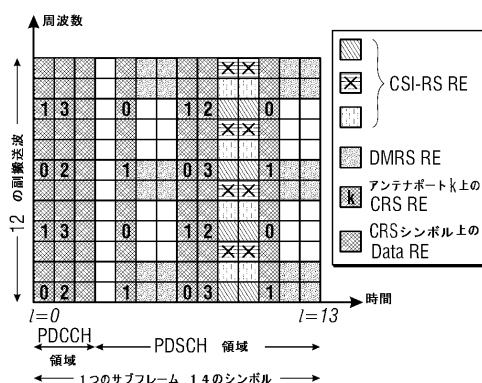 周波数
12 の副搬送波
1 3 0 1 2 0
0 2 1 0 3 1
1 3 0 1 2 0
0 2 1 0 3 1
l=0
l=13
時間
PDCCH
領域
PDSCH 領域
1つのサブフレーム 14のシンボル
CSI-RS RE
DMRS RE
k
アンテナポートk上の
CRS RE
CRSシンボル上の
Data RE